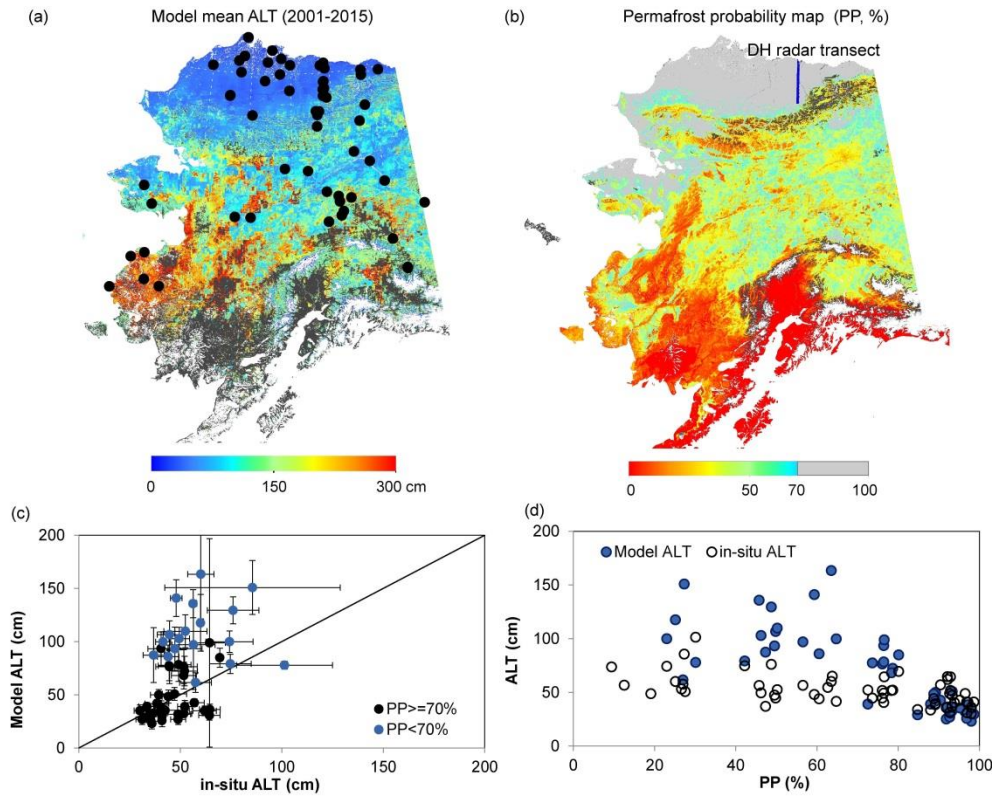 (a) Model mean ALT (2001-2015)
0 150 300 cm
(b) Permafrost probability map (PP, %)
DH radar transect
0 50 70 100
(c)
Model ALT (cm)
200
150
100
50
0
0 50 100 150 200
in-situ ALT (cm)
PP>=70%
PP<70%
(d)
ALT (cm)
200
150
100
50
0
0 20 40 60 80 100
PP (%)
Model ALT in-situ ALT